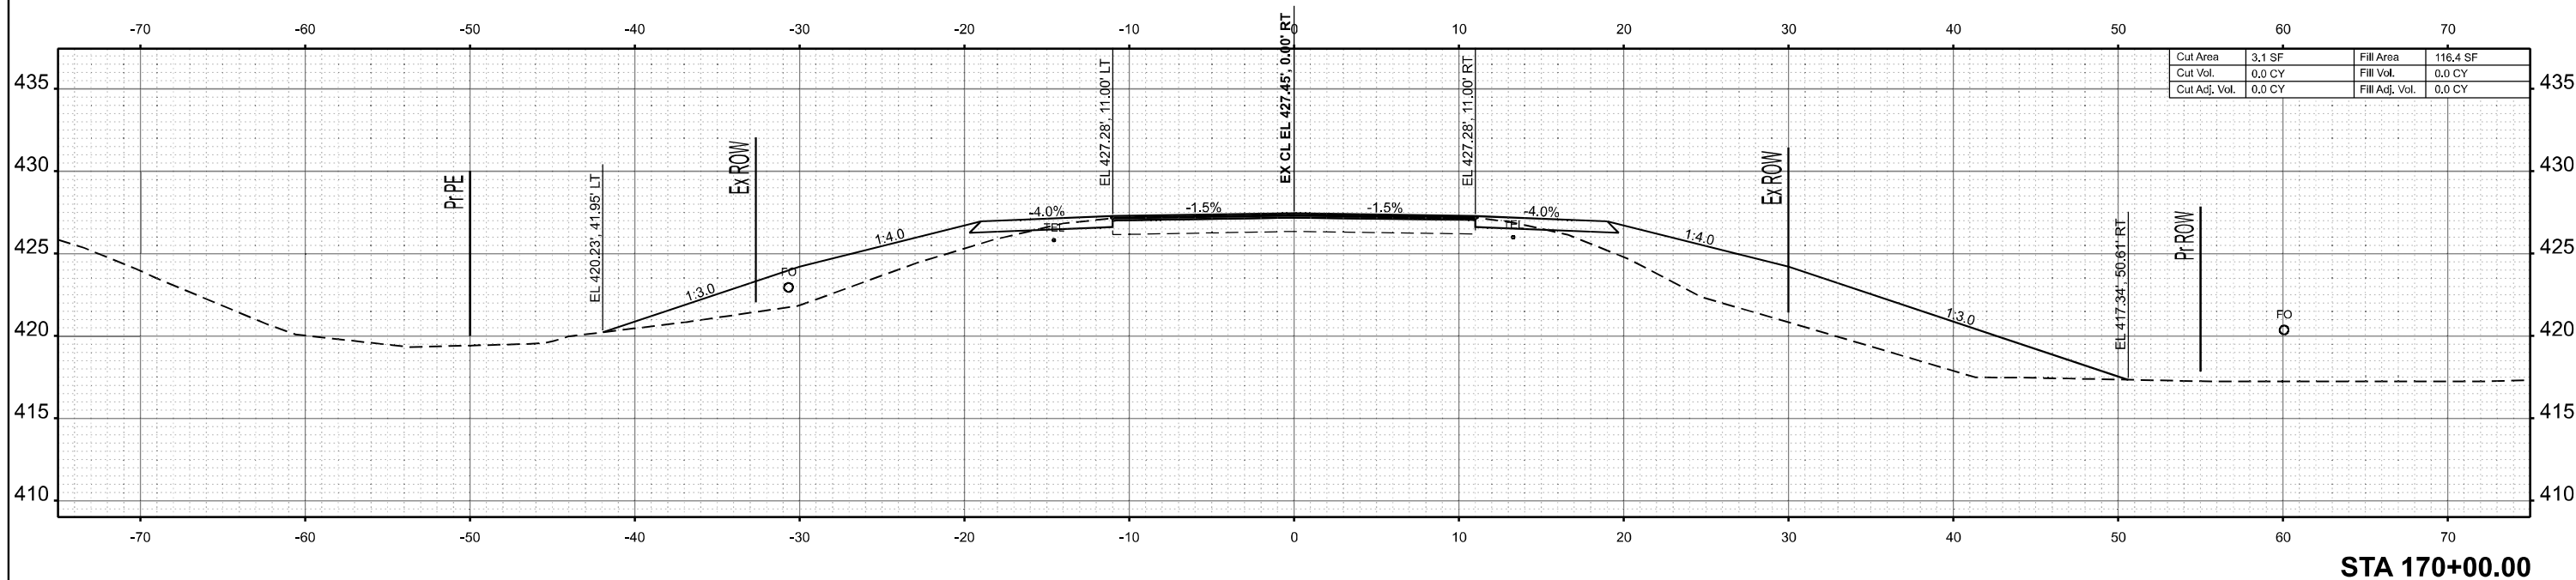 -70 -60 -50 -40 -30 -20 -10 0 10 20 30 40 50 60 70
Cut Area 3.1 SF Fill Area 116.4 SF
Cut Vol. 0.0 CY Fill Vol. 0.0 CY
Cut Adj. Vol. 0.0 CY Fill Adj. Vol. 0.0 CY
435 435
430 430
425 425
420 420
415 415
410 410
Pr PE
EL 420.23', 41.95' LT
Ex ROW
EL 427.28', 11.00' LT
EX CL EL 427.45', 0.00' RT
EL 427.28', 11.00' RT
Ex ROW
EL 417.34', 50.61' RT
Pr ROW
-4.0% -1.5% -1.5% -4.0%
TEL TEL
1:4.0 1:4.0
FO
1:3.0 1:3.0
FO
-70 -60 -50 -40 -30 -20 -10 0 10 20 30 40 50 60 70
STA 170+00.00